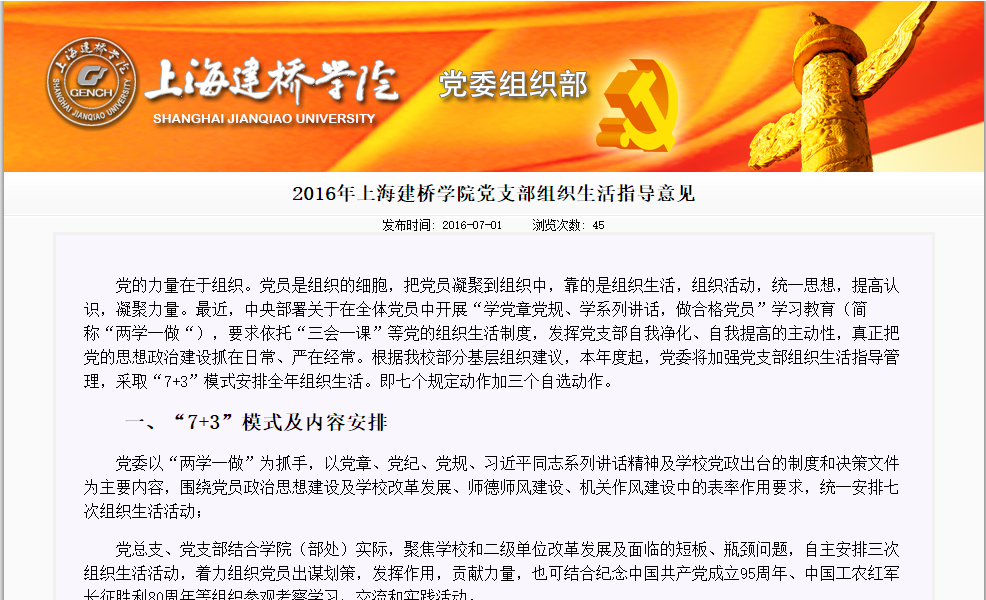 上海建桥学院
SHANGHAI JIANQIAO UNIVERSITY
GENCH
上海建桥学院
SHANGHAI JIANQIAO UNIVERSITY
党委组织部
2016年上海建桥学院党支部组织生活指导意见
发布时间：2016-07-01 浏览次数：45
党的力量在于组织。党员是组织的细胞，把党员凝聚到组织中，靠的是组织生活，组织活动，统一思想，提高认
识，凝聚力量。最近，中央部署关于在全体党员中开展“学党章党规、学系列讲话，做合格党员”学习教育（简
称“两学一做“），要求依托“三会一课”等党的组织生活制度，发挥党支部自我净化、自我提高的主动性，真正把
党的思想政治建设抓在日常、严在经常。根据我校部分基层组织建议，本年度起，党委将加强党支部组织生活指导管
理，采取“7+3”模式安排全年组织生活。即七个规定动作加三个自选动作。
一、“7+3”模式及内容安排
党委以“两学一做”为抓手，以党章、党纪、党规、习近平同志系列讲话精神及学校党政出台的制度和决策文件
为主要内容，围绕党员政治思想建设及学校改革发展、师德师风建设、机关作风建设中的表率作用要求，统一安排七
次组织生活活动；
党总支、党支部结合学院（部处）实际，聚焦学校和二级单位改革发展及面临的短板、瓶颈问题，自主安排三次
组织生活活动，着力组织党员出谋划策，发挥作用，贡献力量，也可结合纪念中国共产党成立95周年、中国工农红军
长征胜利80周年等组织参观考察学习、交流和实践活动。